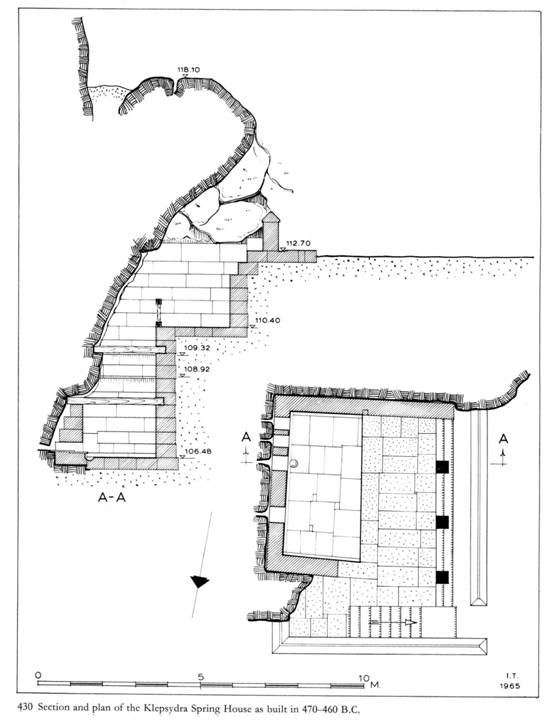 118.10
112.70
110.40
109.32
108.92
106.48
A-A
A
A
0 5 10 M.
I.T.
1965
430 Section and plan of the Klepsydra Spring House as built in 470–460 B.C.